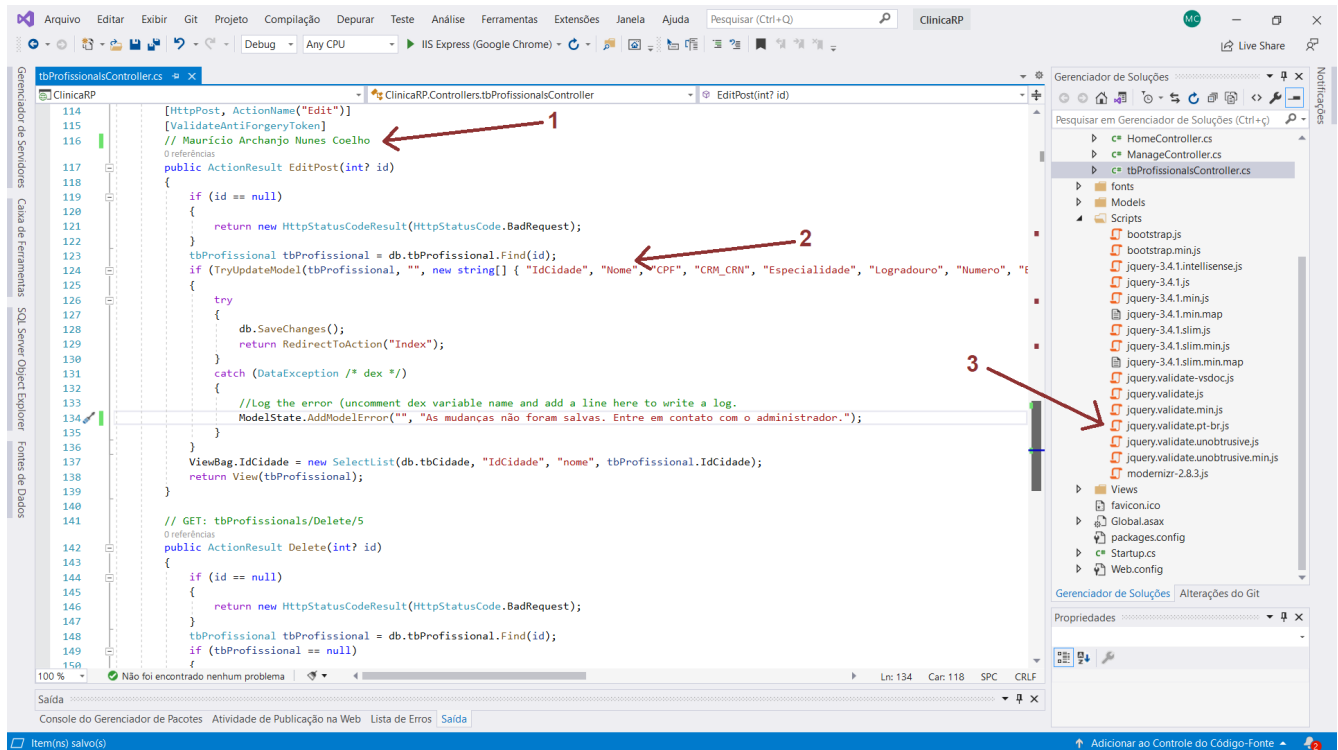 Arquivo Editar Exibir Git Projeto Compilação Depurar Teste Análise Ferramentas Extensões Janela Ajuda Pesquisar (Ctrl+Q) ClinicaRP MC
Debug Any CPU IIS Express (Google Chrome) Live Share
Gerenciador de Servidores
Caixa de Ferramentas
SQL Server Object Explorer
Fontes de Dados
tbProfissionalsController.cs
ClinicaRP ClinicaRP.Controllers.tbProfissionalsController EditPost(int? id)
114 [HttpPost, ActionName("Edit")]
115 [ValidateAntiForgeryToken]
116 // Maurício Archanjo Nunes Coelho
1
0 referências
117 public ActionResult EditPost(int? id)
118 {
119 if (id == null)
120 {
121 return new HttpStatusCodeResult(HttpStatusCode.BadRequest);
122 }
123 tbProfissional tbProfissional = db.tbProfissional.Find(id);
2
124 if (TryUpdateModel(tbProfissional, "", new string[] { "IdCidade", "Nome", "CPF", "CRM_CRN", "Especialidade", "Logradouro", "Numero", "
125 {
126 try
127 {
128 db.SaveChanges();
129 return RedirectToAction("Index");
130 }
131 catch (DataException /* dex */)
132 {
133 //Log the error (uncomment dex variable name and add a line here to write a log.
134 ModelState.AddModelError("", "As mudanças não foram salvas. Entre em contato com o administrador.");
135 }
136 }
137 ViewBag.IdCidade = new SelectList(db.tbCidade, "IdCidade", "nome", tbProfissional.IdCidade);
138 return View(tbProfissional);
139 }
140
141 // GET: tbProfissionals/Delete/5
0 referências
142 public ActionResult Delete(int? id)
143 {
144 if (id == null)
145 {
146 return new HttpStatusCodeResult(HttpStatusCode.BadRequest);
147 }
148 tbProfissional tbProfissional = db.tbProfissional.Find(id);
149 if (tbProfissional == null)
150 {
100 % Não foi encontrado nenhum problema Ln: 134 Car: 118 SPC CRLF
Saída
Console do Gerenciador de Pacotes Atividade de Publicação na Web Lista de Erros Saída
Gerenciador de Soluções
Pesquisar em Gerenciador de Soluções (Ctrl+ç)
C# HomeController.cs
C# ManageController.cs
C# tbProfissionalsController.cs
fonts
Models
Scripts
bootstrap.js
bootstrap.min.js
jquery-3.4.1.intellisense.js
jquery-3.4.1.js
jquery-3.4.1.min.js
jquery-3.4.1.min.map
jquery-3.4.1.slim.js
jquery-3.4.1.slim.min.js
jquery-3.4.1.slim.min.map
3
jquery.validate-vsdoc.js
jquery.validate.js
jquery.validate.min.js
jquery.validate.pt-br.js
jquery.validate.unobtrusive.js
jquery.validate.unobtrusive.min.js
modernizr-2.8.3.js
Views
favicon.ico
Global.asax
packages.config
C# Startup.cs
Web.config
Gerenciador de Soluções Alterações do Git
Propriedades
Notificações
Item(ns) salvo(s) Adicionar ao Controle do Código-Fonte 2